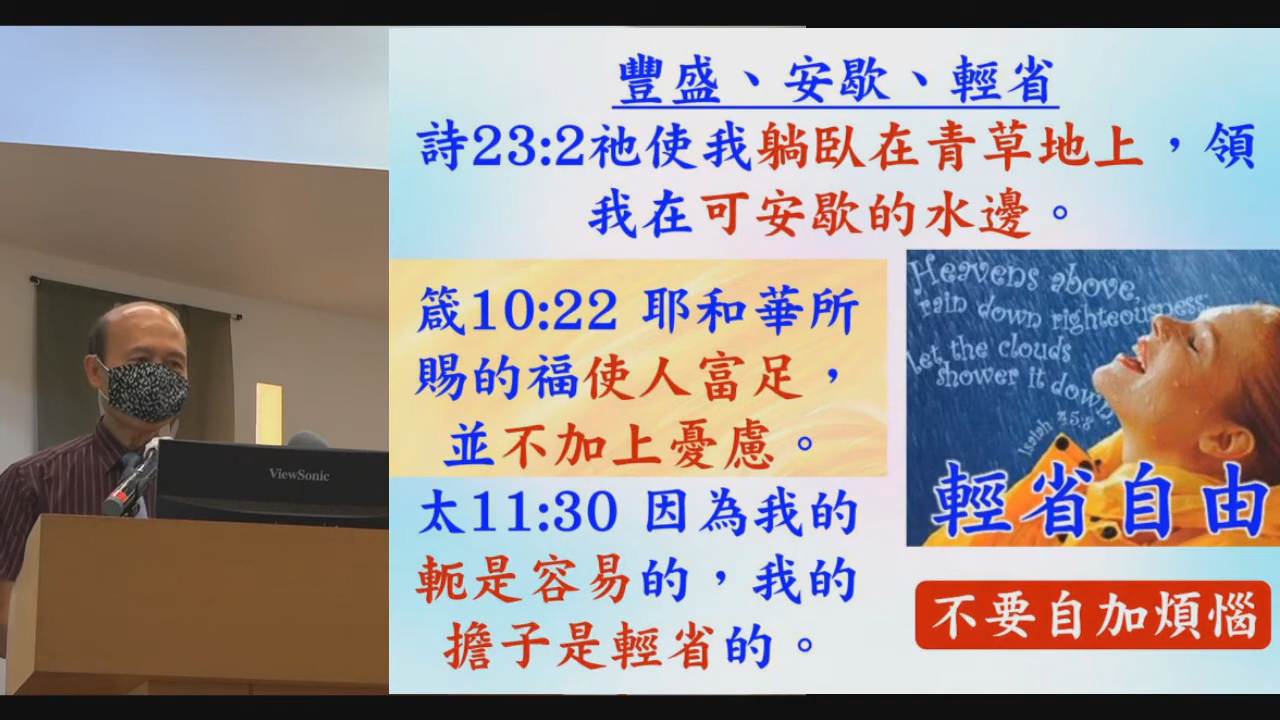 豐盛、安歇、輕省
詩23:2祂使我躺臥在青草地上，領
我在可安歇的水邊。
箴10:22 耶和華所
賜的福使人富足，
並不加上憂慮。
太11:30 因為我的
軛是容易的，我的
擔子是輕省的。
Heavens above,
rain down righteousness;
let the clouds
shower it down,
Isaiah 45:8
輕省自由
不要自加煩惱
ViewSonic